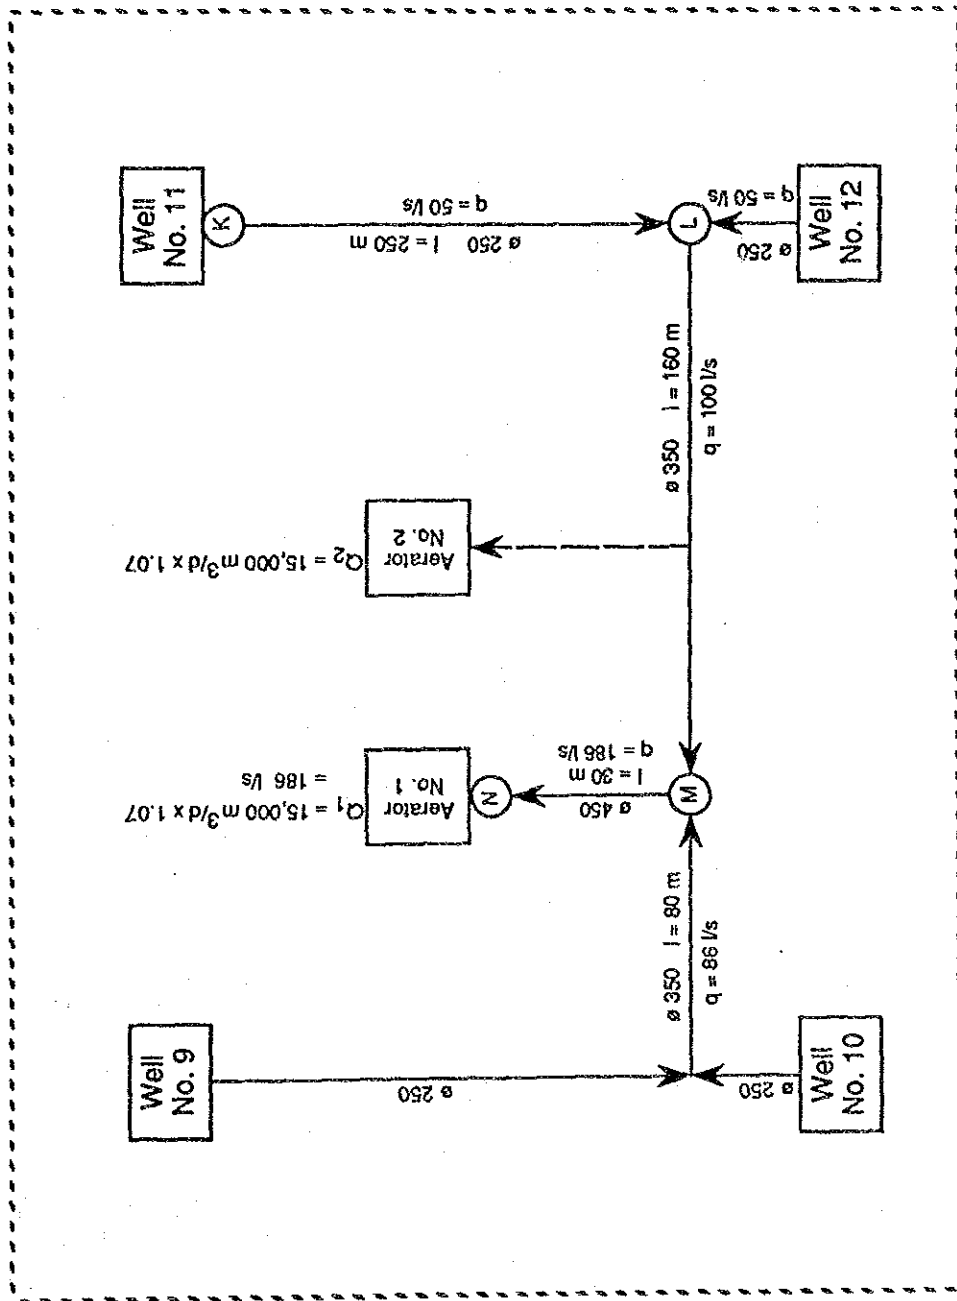 Well
No. 11
K
q = 50 l/s
ø 250 l = 250 m
L
q = 50 l/s
ø 250
Well
No. 12
ø 350 l = 160 m
q = 100 l/s
Aerator
No. 2
Q₂ = 15,000 m³/d x 1.07
Aerator
No. 1
Q₁ = 15,000 m³/d x 1.07
= 186 l/s
N
ø 450
l = 30 m
q = 186 l/s
M
ø 350 l = 80 m
q = 86 l/s
Well
No. 9
ø 250
ø 250
Well
No. 10